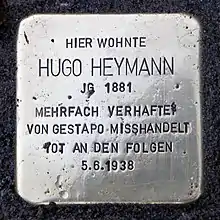 HIER WOHNTE
HUGO HEYMANN
JG 1881
MEHRFACH VERHAFTET
VON GESTAPO MISSHANDELT
TOT AN DEN FOLGEN
5.6.1938